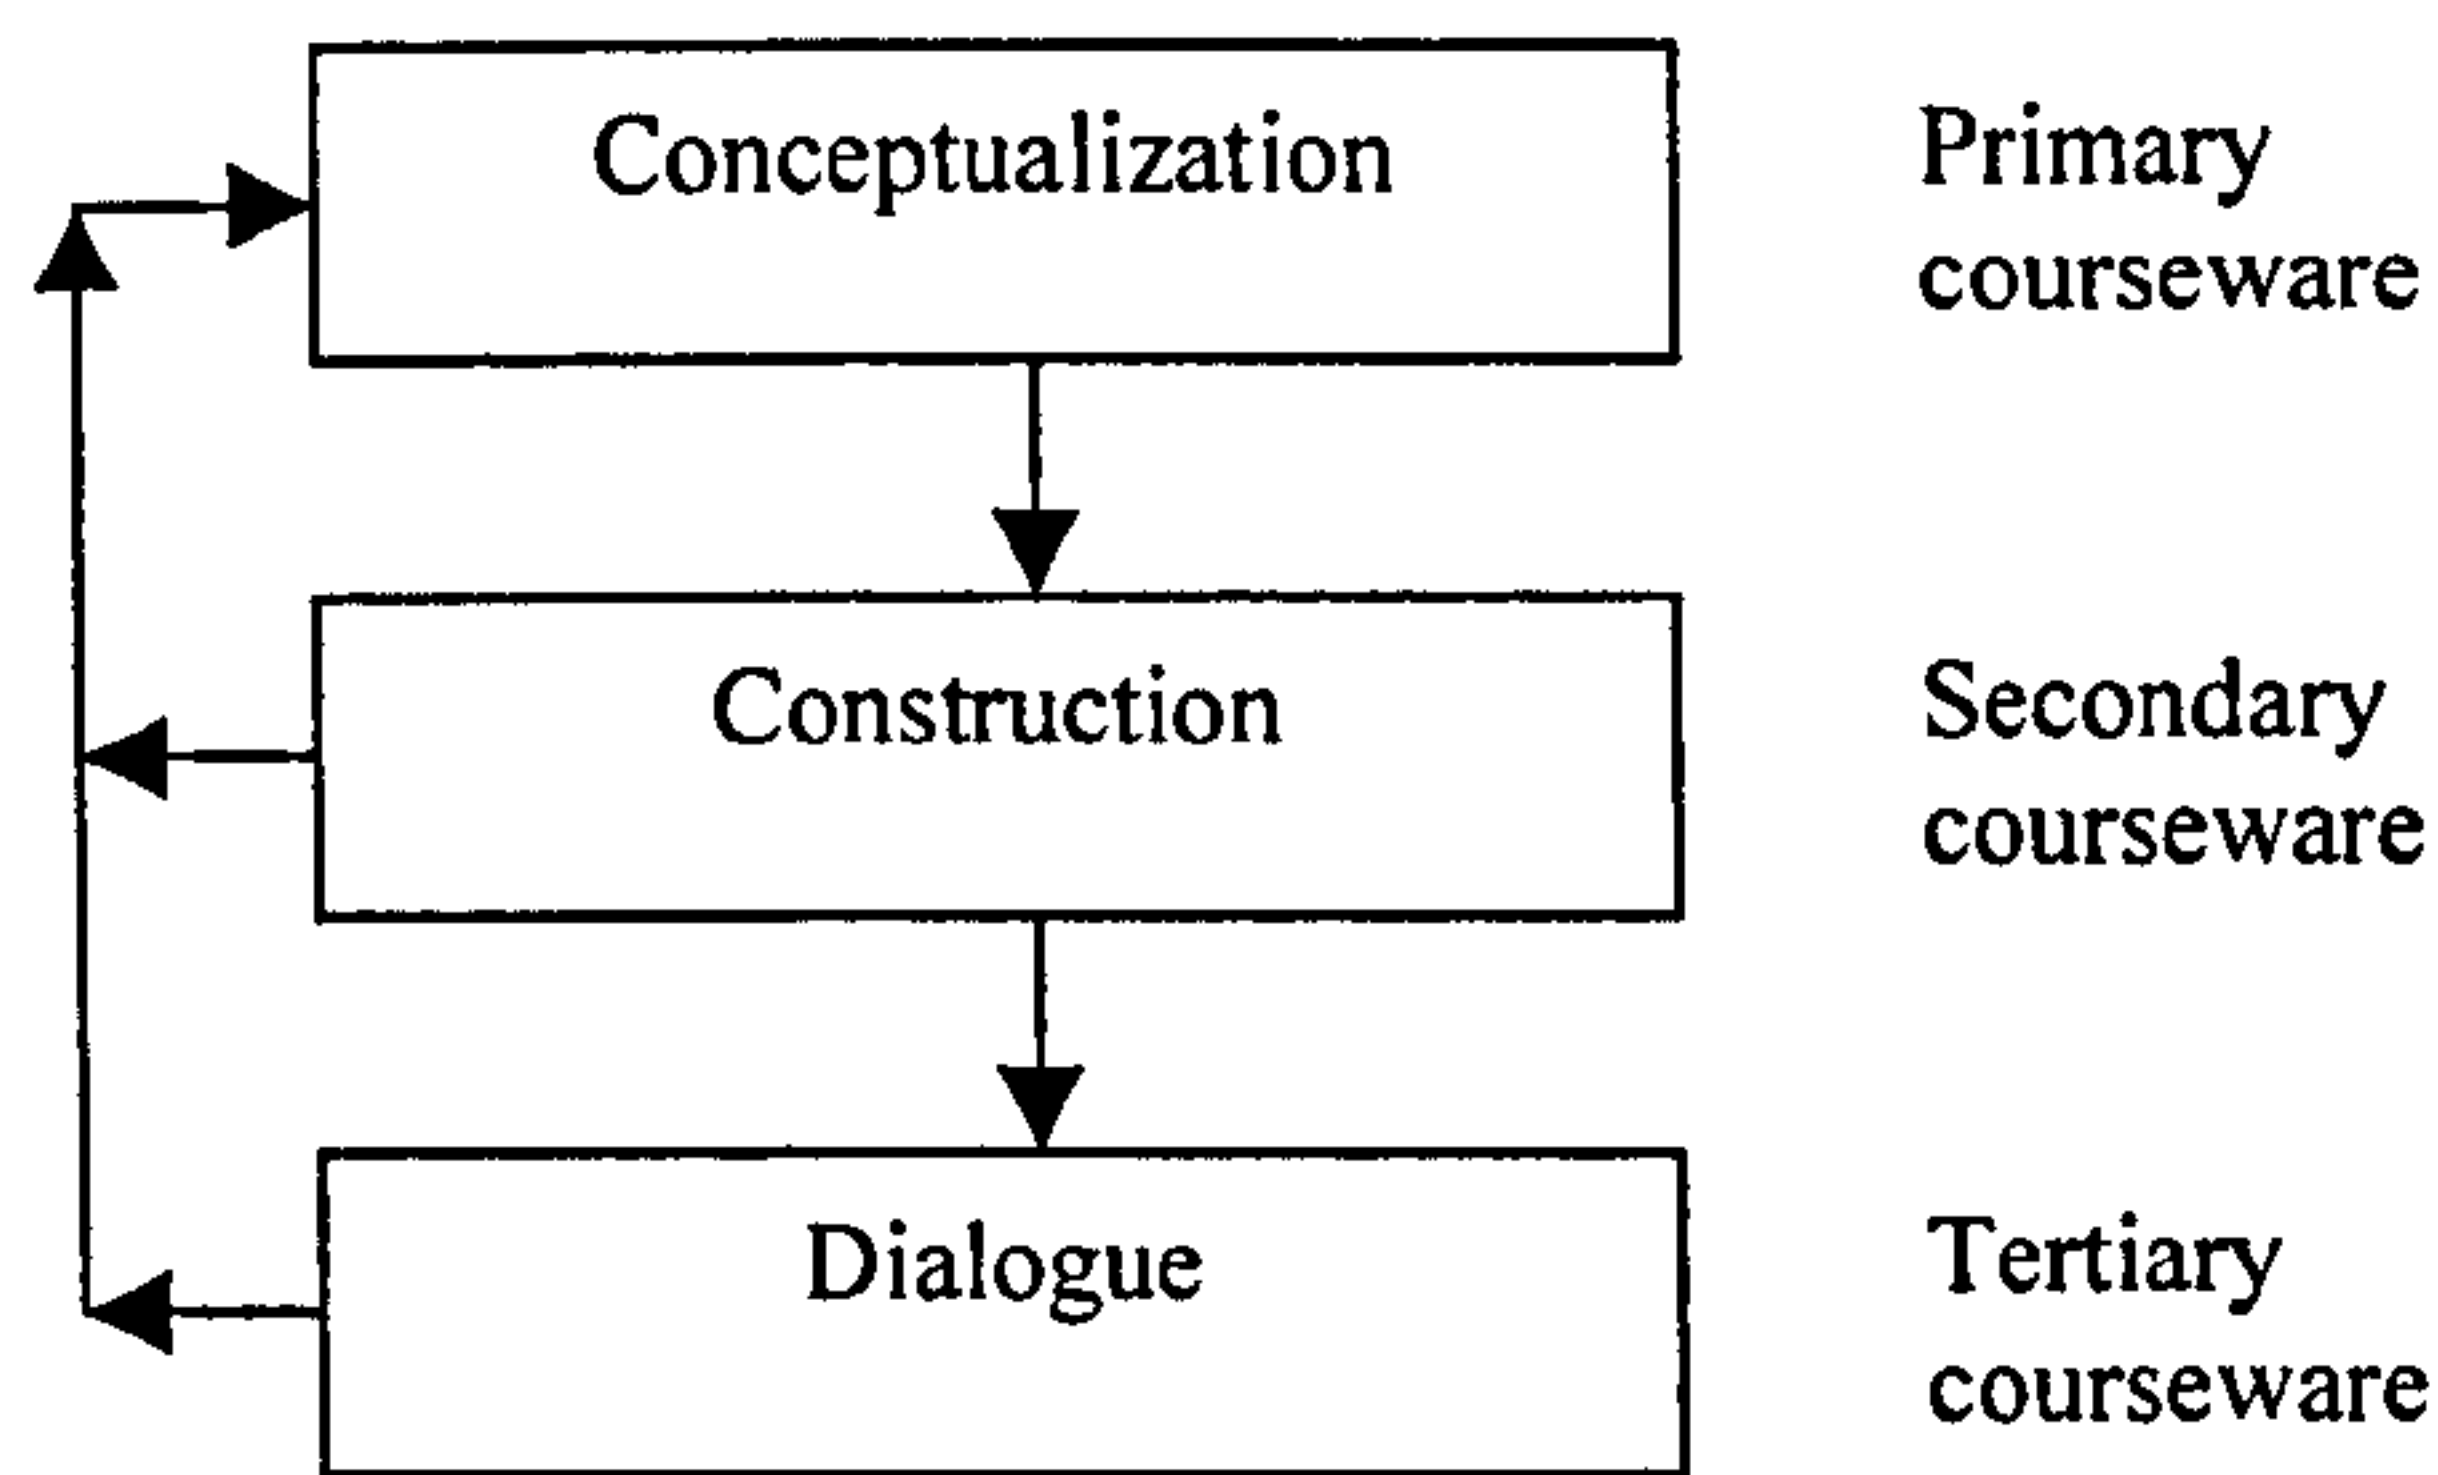 Conceptualization
Primary
courseware
Construction
Secondary
courseware
Dialogue
Tertiary
courseware